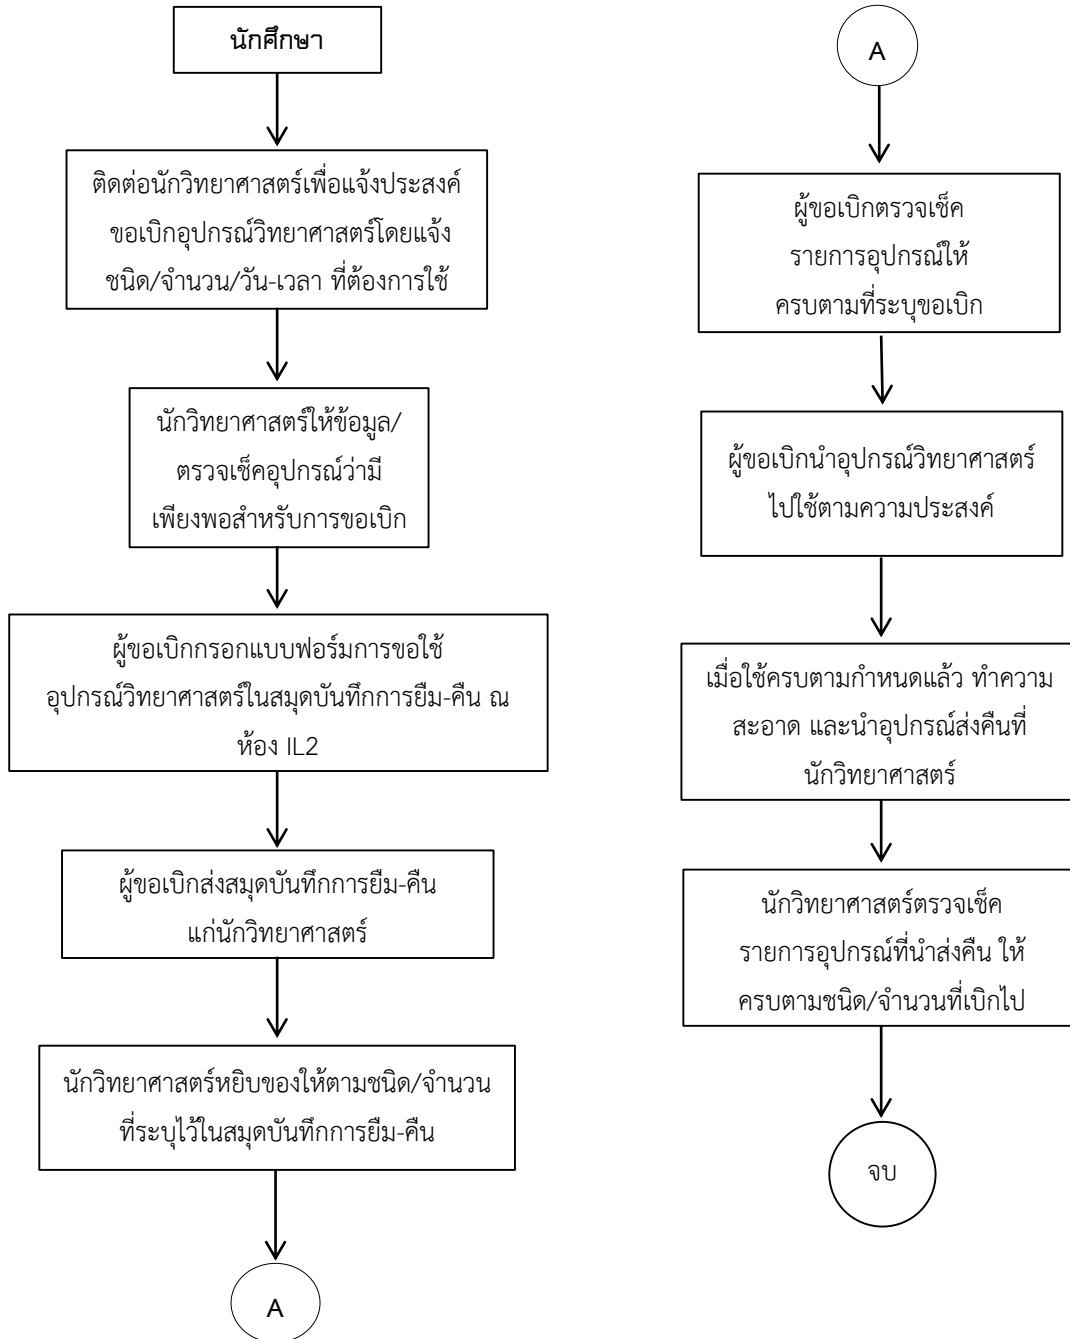 นักศึกษา
ติดต่อนักวิทยาศาสตร์เพื่อแจ้งประสงค์
ขอเบิกอุปกรณ์วิทยาศาสตร์โดยแจ้ง
ชนิด/จำนวน/วัน-เวลา ที่ต้องการใช้
นักวิทยาศาสตร์ให้ข้อมูล/
ตรวจเช็คอุปกรณ์ว่ามี
เพียงพอสำหรับการขอเบิก
ผู้ขอเบิกกรอกแบบฟอร์มการขอใช้
อุปกรณ์วิทยาศาสตร์ในสมุดบันทึกการยืม-คืน ณ
ห้อง IL2
ผู้ขอเบิกส่งสมุดบันทึกการยืม-คืน
แก่นักวิทยาศาสตร์
นักวิทยาศาสตร์หยิบของให้ตามชนิด/จำนวน
ที่ระบุไว้ในสมุดบันทึกการยืม-คืน
A
A
ผู้ขอเบิกตรวจเช็ค
รายการอุปกรณ์ให้
ครบตามที่ระบุขอเบิก
ผู้ขอเบิกนำอุปกรณ์วิทยาศาสตร์
ไปใช้ตามความประสงค์
เมื่อใช้ครบตามกำหนดแล้ว ทำความ
สะอาด และนำอุปกรณ์ส่งคืนที่
นักวิทยาศาสตร์
นักวิทยาศาสตร์ตรวจเช็ค
รายการอุปกรณ์ที่นำส่งคืน ให้
ครบตามชนิด/จำนวนที่เบิกไป
จบ